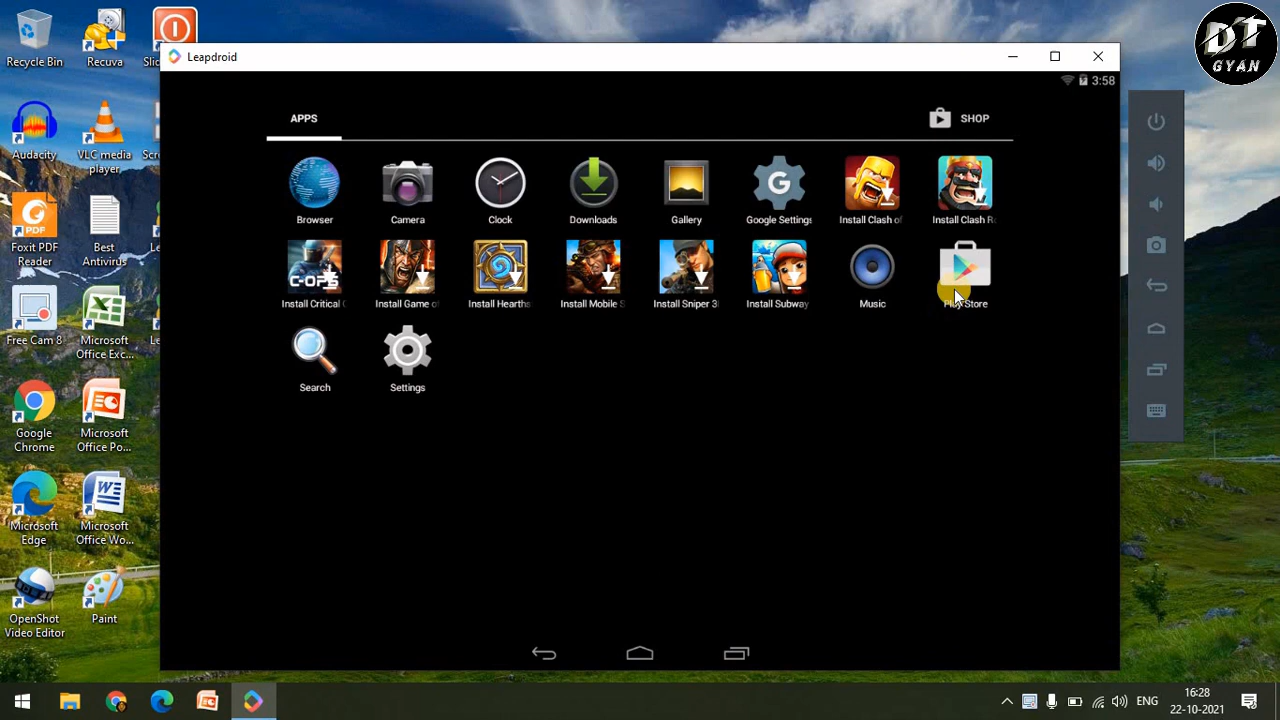 Leapdroid
DT
GYAN
3:58
APPS
SHOP
Browser
Camera
Clock
Downloads
Gallery
Google Settings
Install Clash of
Install Clash R
Install Critical
Install Game o
Install Hearths
Install Mobile S
Install Sniper 3
Install Subway
Music
Play Store
Search
Settings
Recycle Bin
Recuva
Audacity
VLC media
player
Foxit PDF
Reader
PDF
Best
Antivirus
Free Cam 8
Microsoft
Office Exc...
Google
Chrome
Microsoft
Office Po...
Microsoft
Edge
Microsoft
Office Wo...
OpenShot
Video Editor
Paint
C-OPS
ENG
16:28
22-10-2021